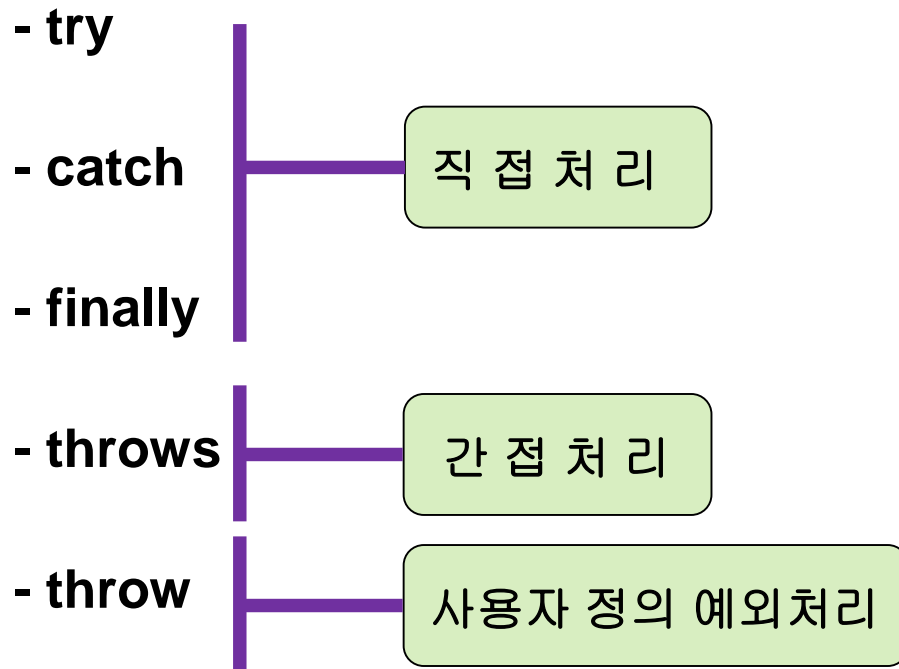 - try
- catch
직 접 처 리
- finally
- throws
간 접 처 리
- throw
사용자 정의 예외처리